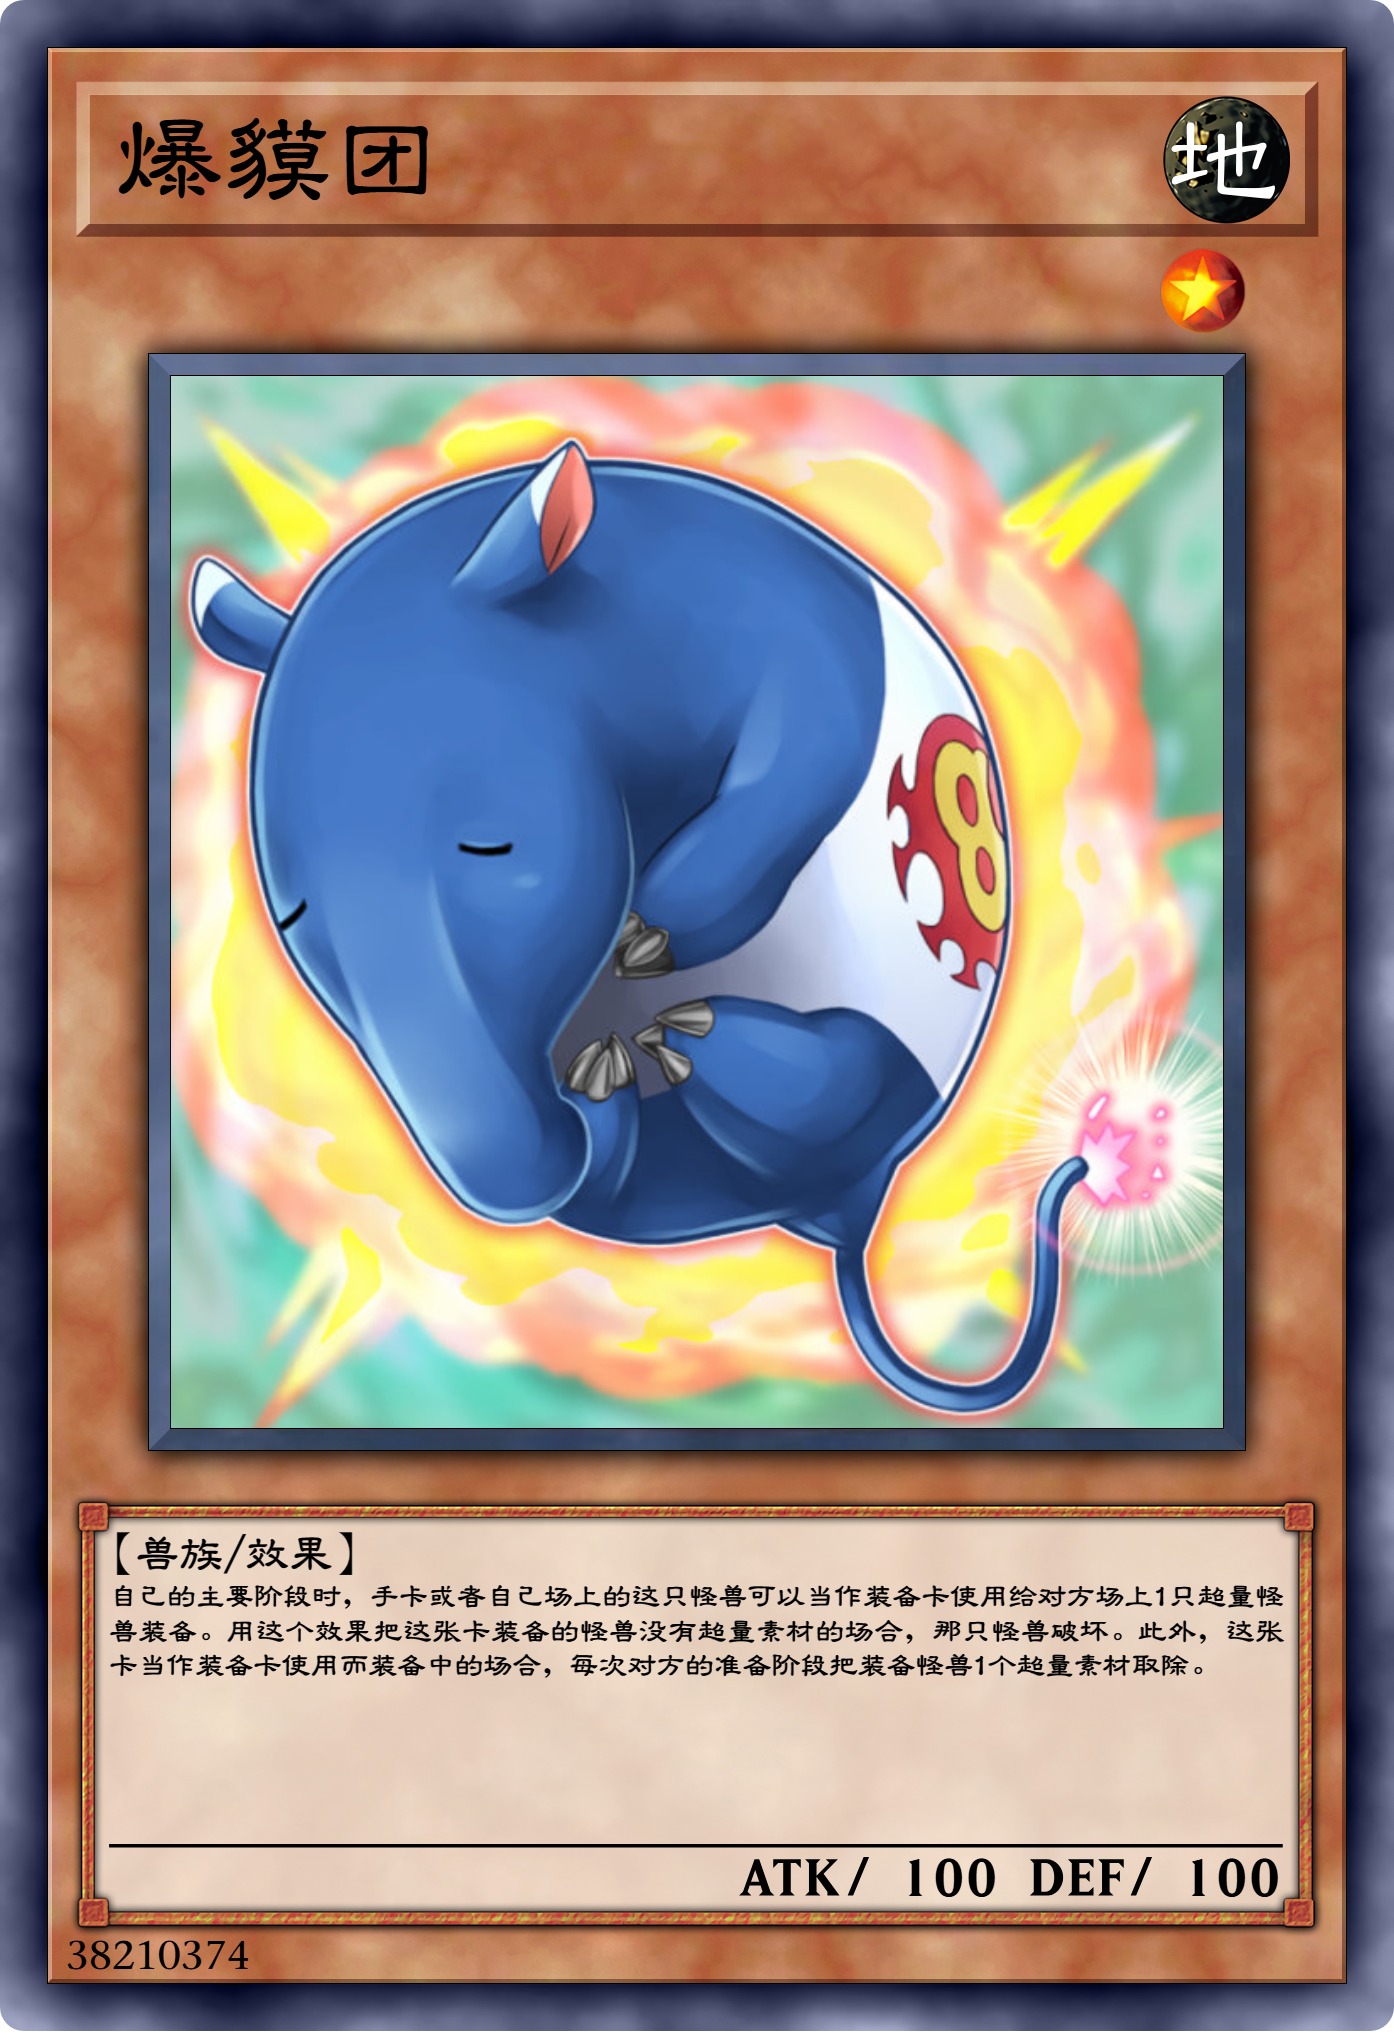 爆貘团
地
8
【兽族/效果】
自己的主要阶段时，手卡或者自己场上的这只怪兽可以当作装备卡使用给对方场上1只超量怪
兽装备。用这个效果把这张卡装备的怪兽没有超量素材的场合，那只怪兽破坏。此外，这张
卡当作装备卡使用而装备中的场合，每次对方的准备阶段把装备怪兽1个超量素材取除。
ATK/ 100 DEF/ 100
38210374